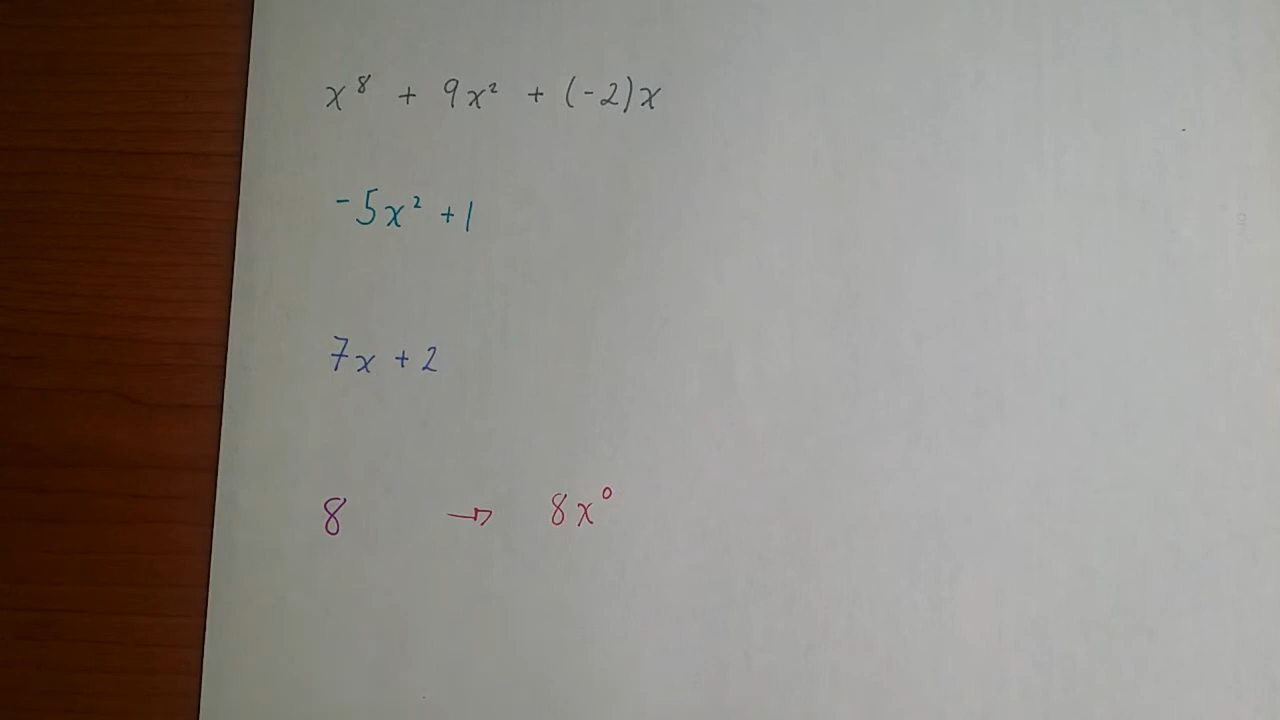 x⁸ + 9x² + (-2)x
-5x² + 1
7x + 2
8 → 8x⁰